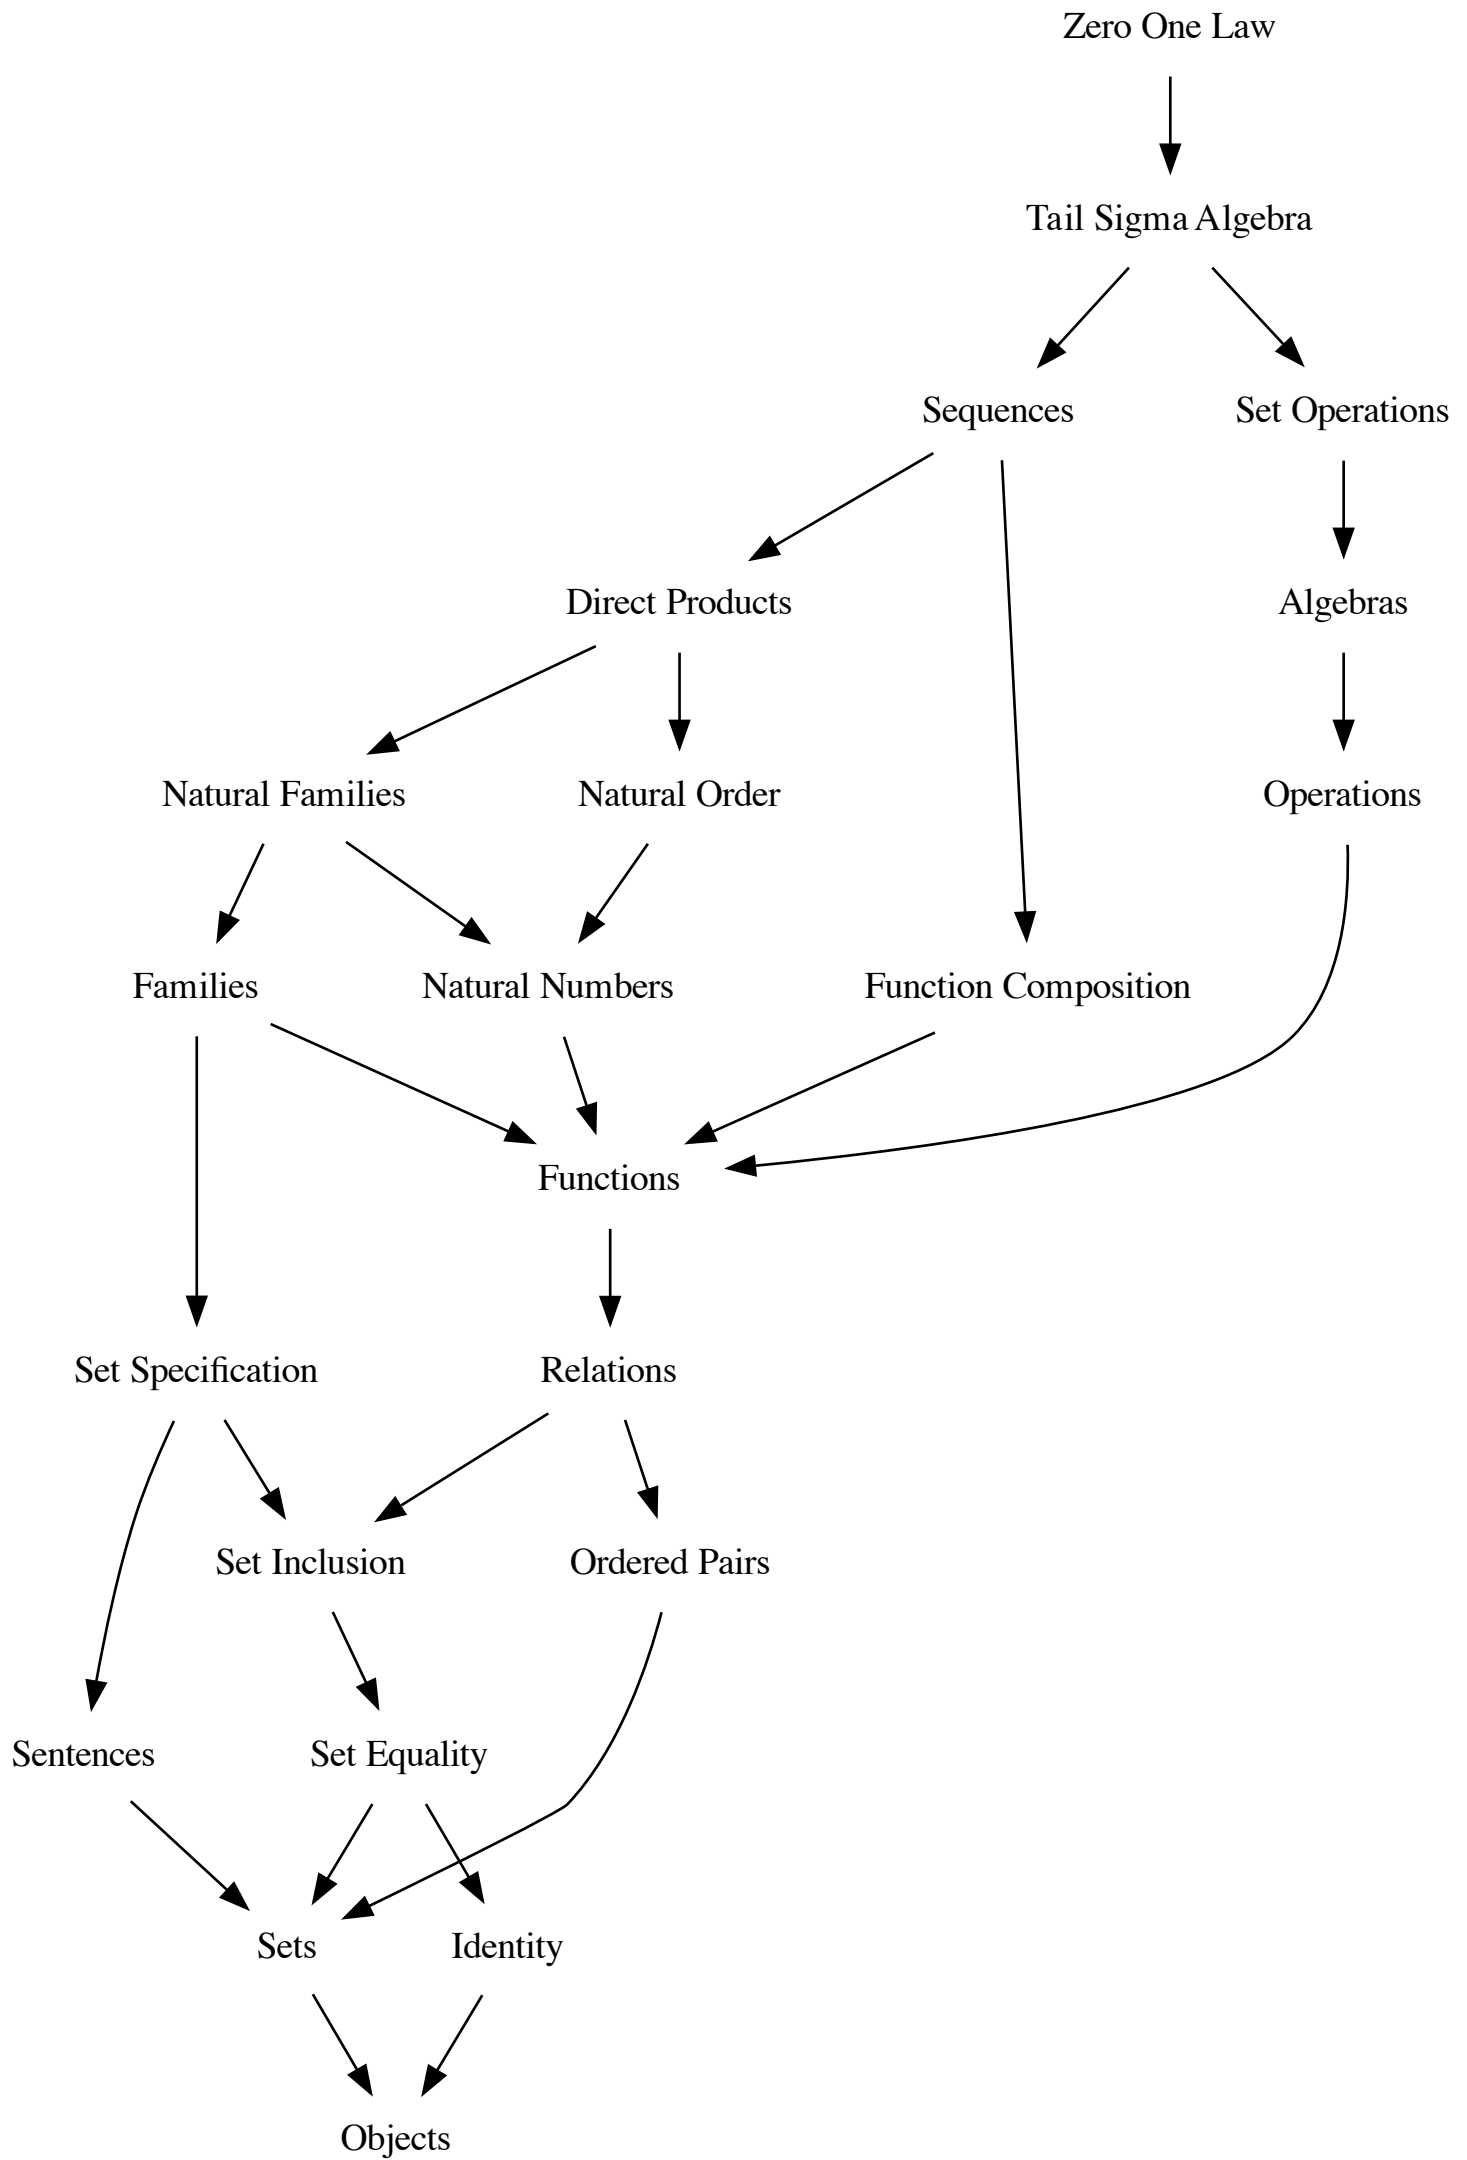 Zero One Law
Tail Sigma Algebra
Sequences
Set Operations
Direct Products
Algebras
Natural Families
Natural Order
Operations
Families
Natural Numbers
Function Composition
Functions
Set Specification
Relations
Set Inclusion
Ordered Pairs
Sentences
Set Equality
Sets
Identity
Objects